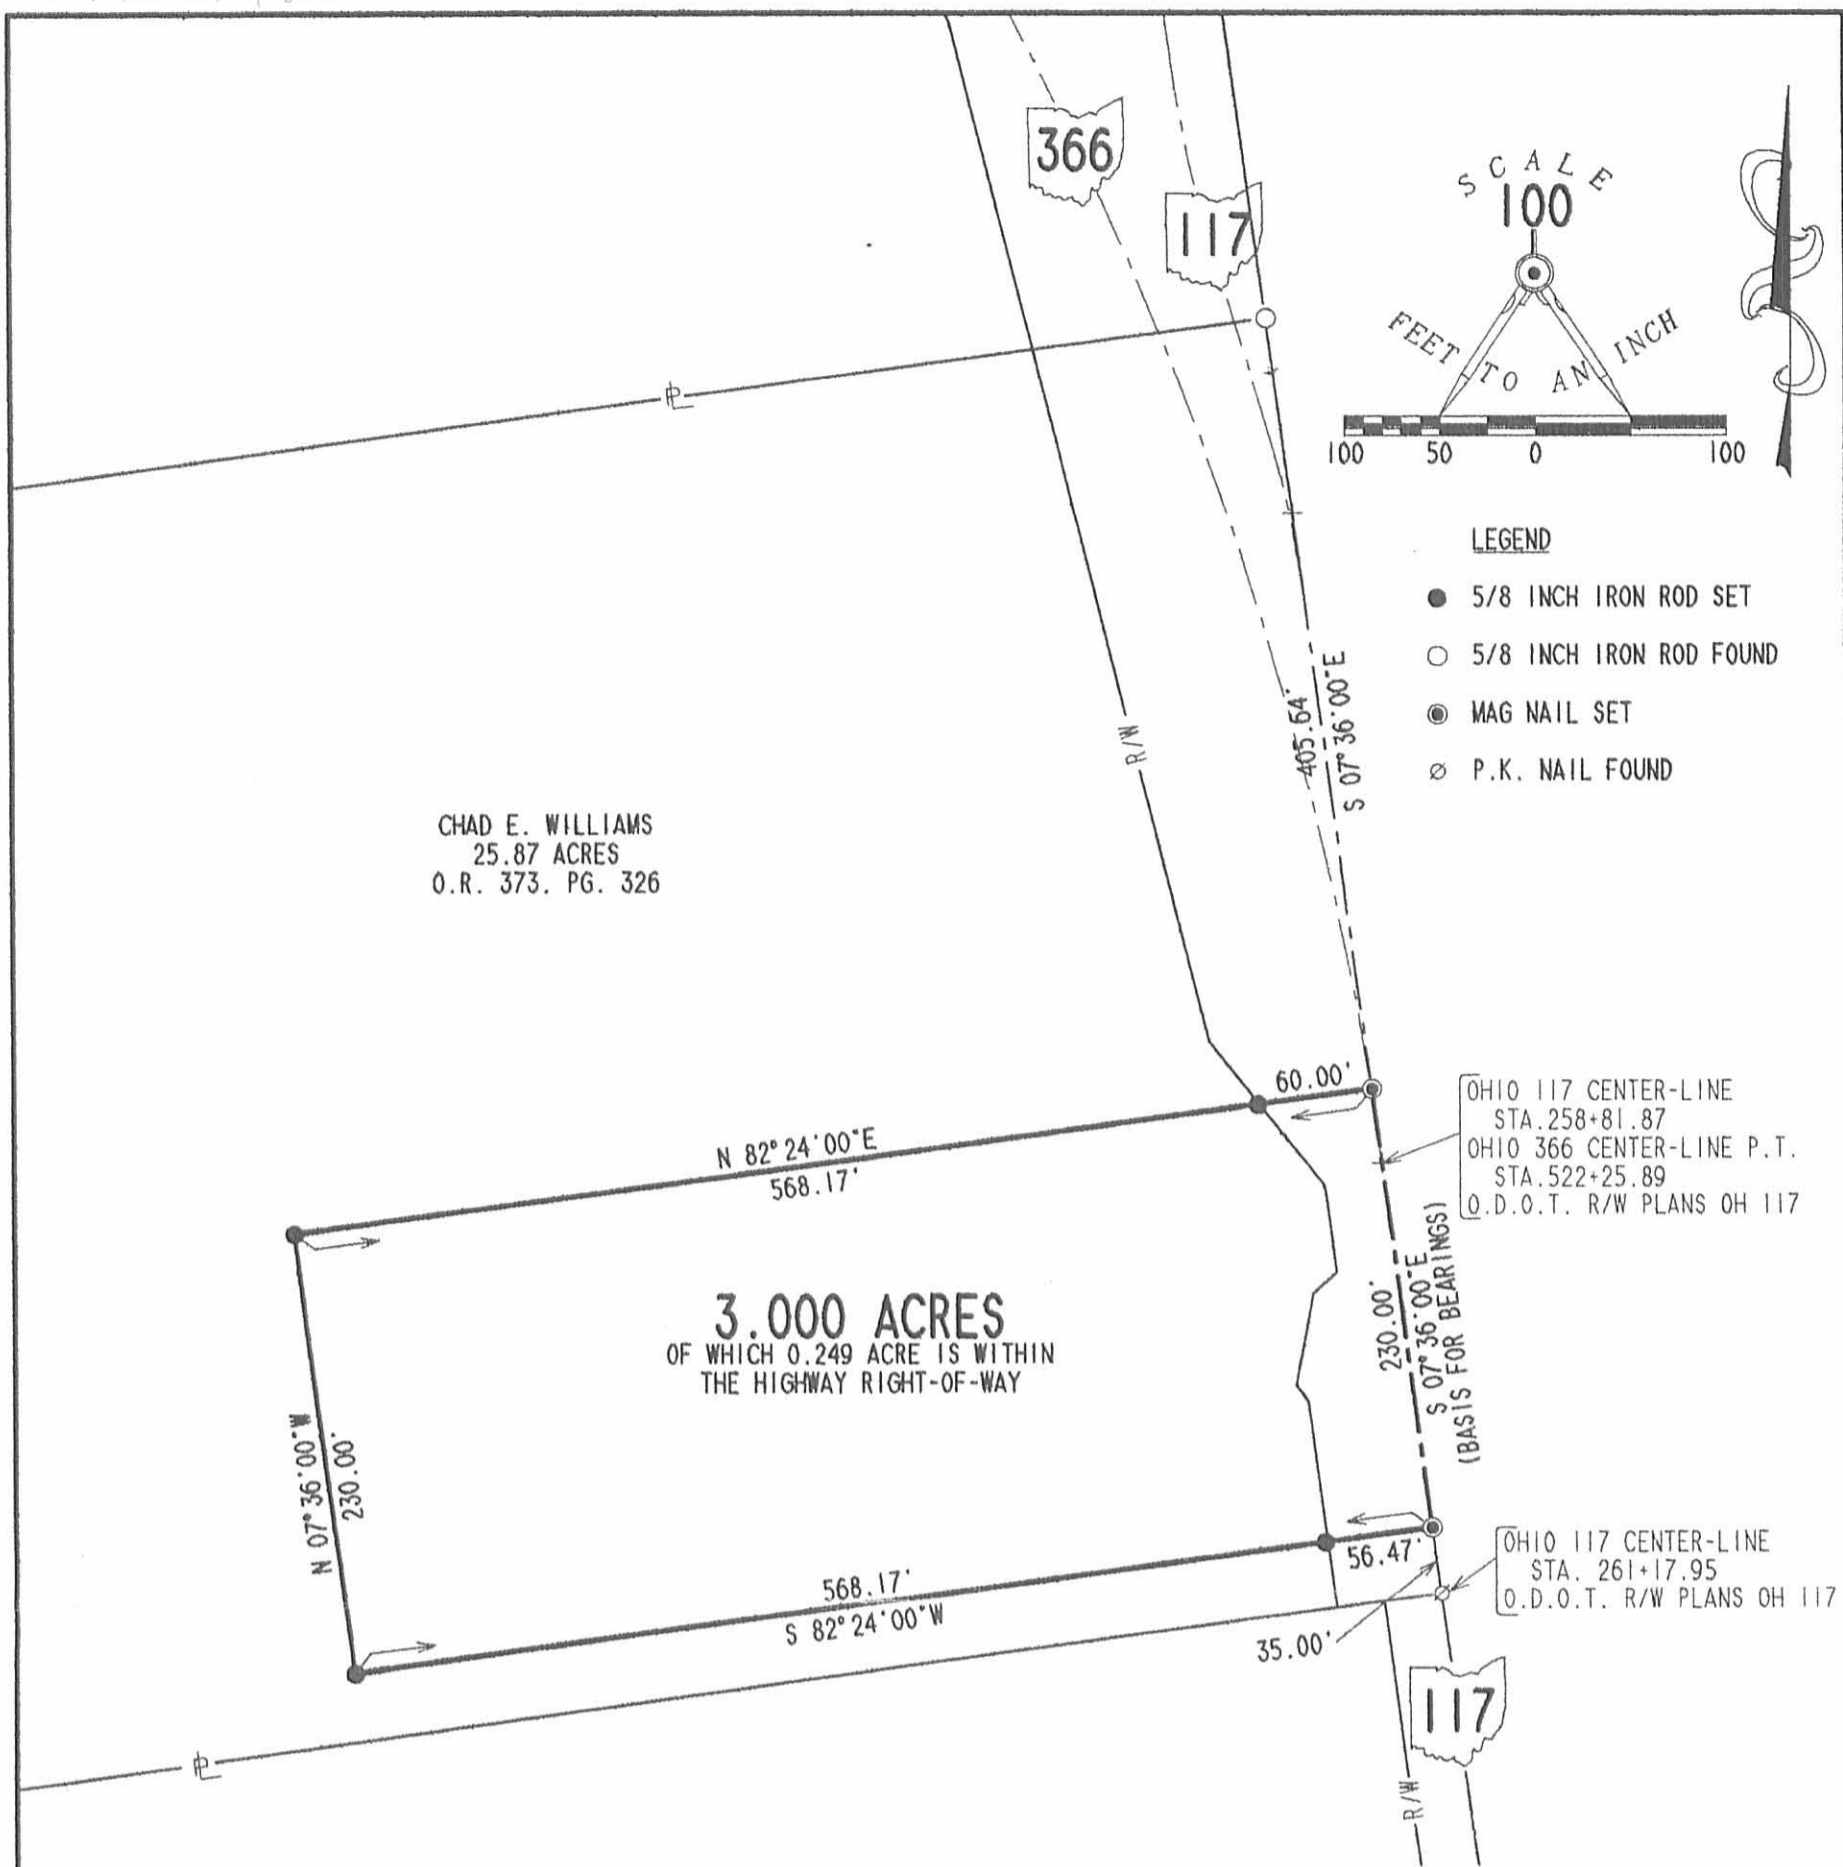 366
117
SCALE
100
FEET TO AN INCH
100 50 0 100
LEGEND
5/8 INCH IRON ROD SET
5/8 INCH IRON ROD FOUND
MAG NAIL SET
P.K. NAIL FOUND
PL
R/W
405.64'
S 07°36'00"E
CHAD E. WILLIAMS
25.87 ACRES
O.R. 373. PG. 326
60.00'
OHIO 117 CENTER-LINE
STA.258+81.87
OHIO 366 CENTER-LINE P.T.
STA.522+25.89
O.D.O.T. R/W PLANS OH 117
N 82°24'00"E
568.17'
3.000 ACRES
OF WHICH 0.249 ACRE IS WITHIN
THE HIGHWAY RIGHT-OF-WAY
230.00'
S 07°36'00"E
(BASIS FOR BEARINGS)
N 07°36'00"W
230.00'
568.17'
S 82°24'00"W
56.47'
OHIO 117 CENTER-LINE
STA. 261+17.95
O.D.O.T. R/W PLANS OH 117
35.00'
117
PL
R/W